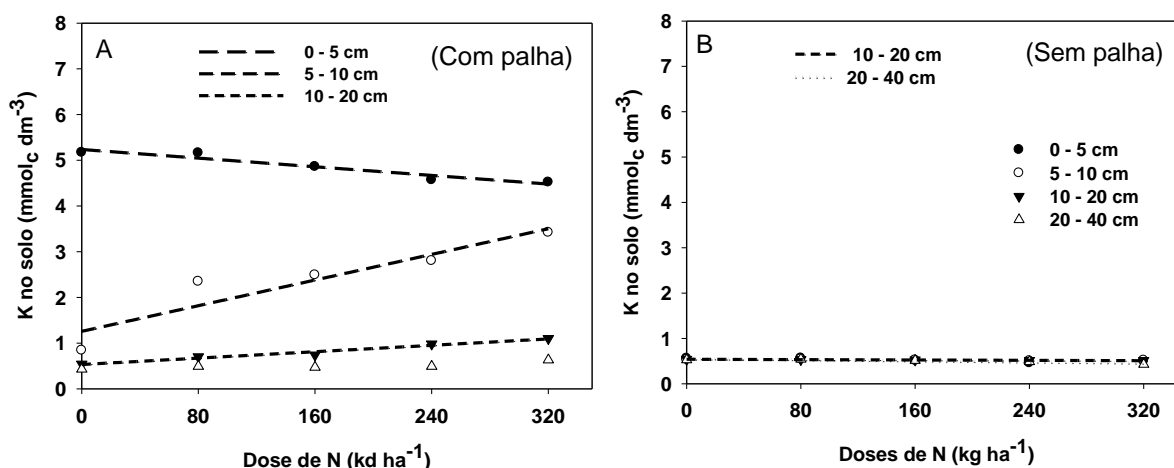 A
(Com palha)
0 - 5 cm
5 - 10 cm
10 - 20 cm
K no solo (mmol_c dm^-3)
8
7
6
5
4
3
2
1
0
0 80 160 240 320
Dose de N (kd ha^-1)
B
(Sem palha)
10 - 20 cm
20 - 40 cm
0 - 5 cm
5 - 10 cm
10 - 20 cm
20 - 40 cm
K no solo (mmol_c dm^-3)
8
7
6
5
4
3
2
1
0
0 80 160 240 320
Doses de N (kg ha^-1)